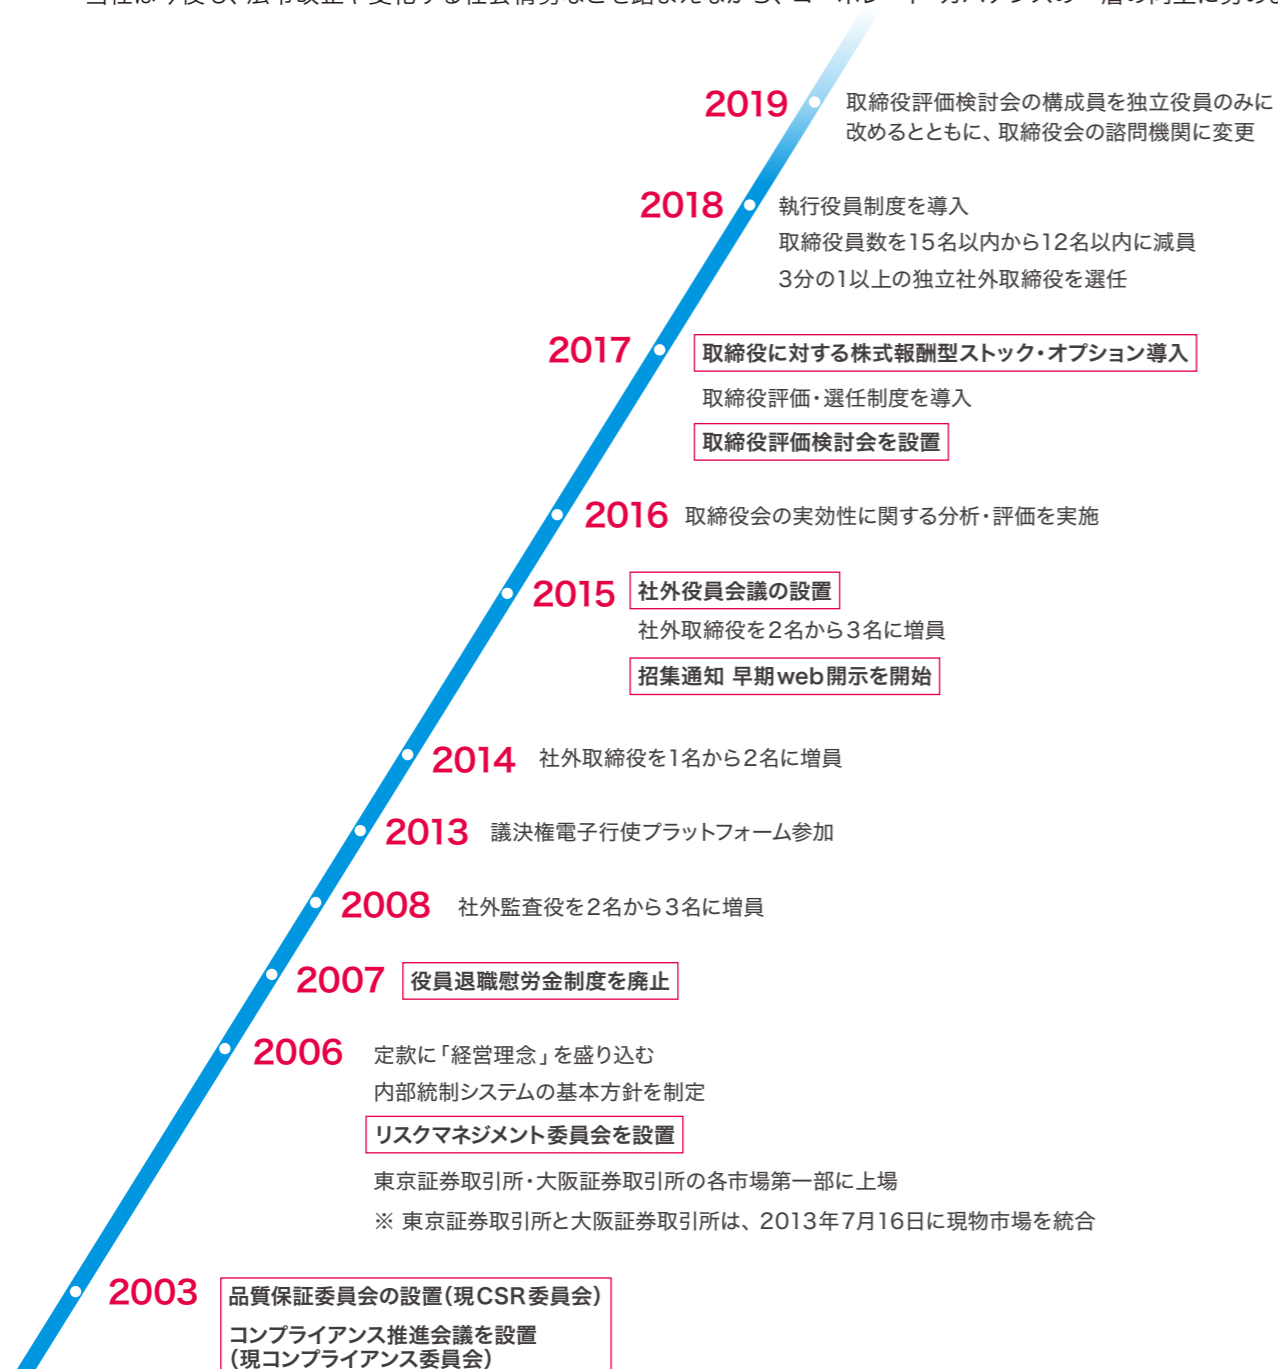 2019
取締役評価検討会の構成員を独立役員のみに
改めるとともに、取締役会の諮問機関に変更
2018
執行役員制度を導入
取締役員数を15名以内から12名以内に減員
3分の1以上の独立社外取締役を選任
2017
取締役に対する株式報酬型ストック・オプション導入
取締役評価・選任制度を導入
取締役評価検討会を設置
2016 取締役会の実効性に関する分析・評価を実施
2015 社外役員会議の設置
社外取締役を2名から3名に増員
招集通知 早期web開示を開始
2014 社外取締役を1名から2名に増員
2013 議決権電子行使プラットフォーム参加
2008 社外監査役を2名から3名に増員
2007 役員退職慰労金制度を廃止
2006 定款に「経営理念」を盛り込む
内部統制システムの基本方針を制定
リスクマネジメント委員会を設置
東京証券取引所・大阪証券取引所の各市場第一部に上場
※ 東京証券取引所と大阪証券取引所は、2013年7月16日に現物市場を統合
2003 品質保証委員会の設置(現CSR委員会)
コンプライアンス推進会議を設置
(現コンプライアンス委員会)